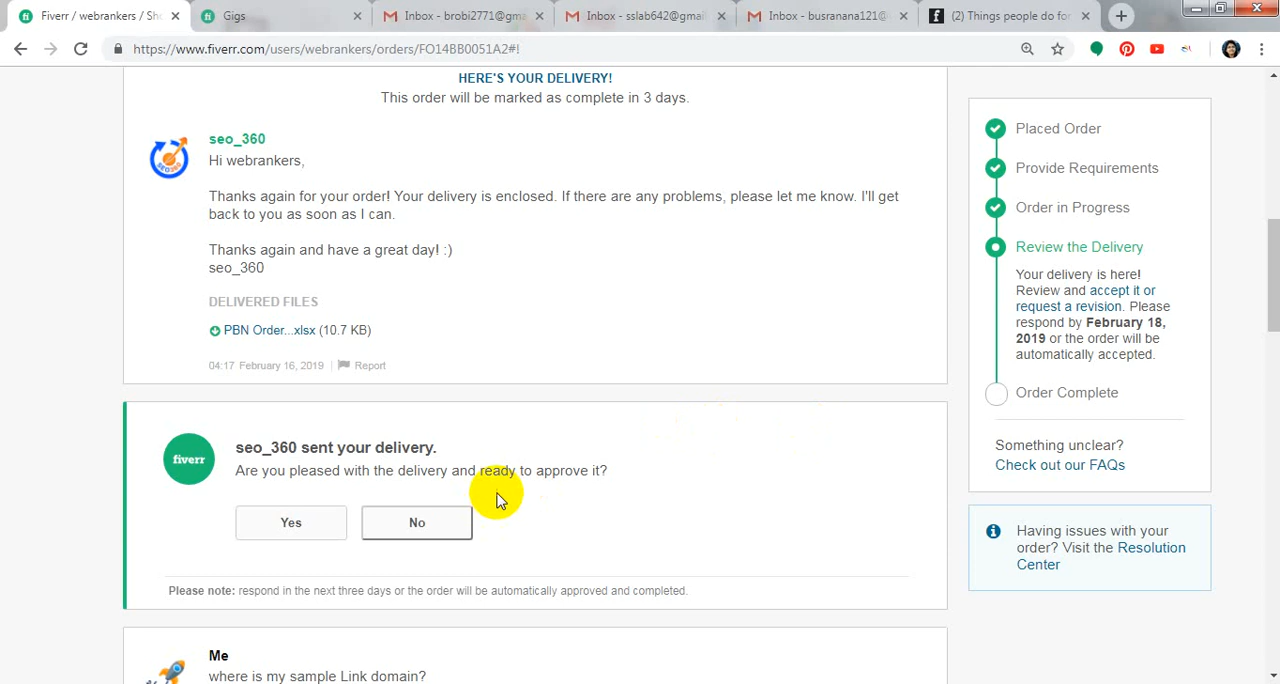 Fiverr / webrankers / Sho
Gigs
Inbox - brobi2771@gma
Inbox - sslab642@gmai
Inbox - busranana121@
(2) Things people do for
https://www.fiverr.com/users/webrankers/orders/FO14BB0051A2#!
HERE'S YOUR DELIVERY!
This order will be marked as complete in 3 days.
seo_360
Hi webrankers,
Thanks again for your order! Your delivery is enclosed. If there are any problems, please let me know. I'll get
back to you as soon as I can.
Thanks again and have a great day! :)
seo_360
DELIVERED FILES
PBN Order...xlsx (10.7 KB)
04:17 February 16, 2019 | Report
fiverr
seo_360 sent your delivery.
Are you pleased with the delivery and ready to approve it?
Yes
No
Please note: respond in the next three days or the order will be automatically approved and completed.
Me
where is my sample Link domain?
Placed Order
Provide Requirements
Order in Progress
Review the Delivery
Your delivery is here!
Review and accept it or
request a revision. Please
respond by February 18,
2019 or the order will be
automatically accepted.
Order Complete
Something unclear?
Check out our FAQs
Having issues with your
order? Visit the Resolution
Center